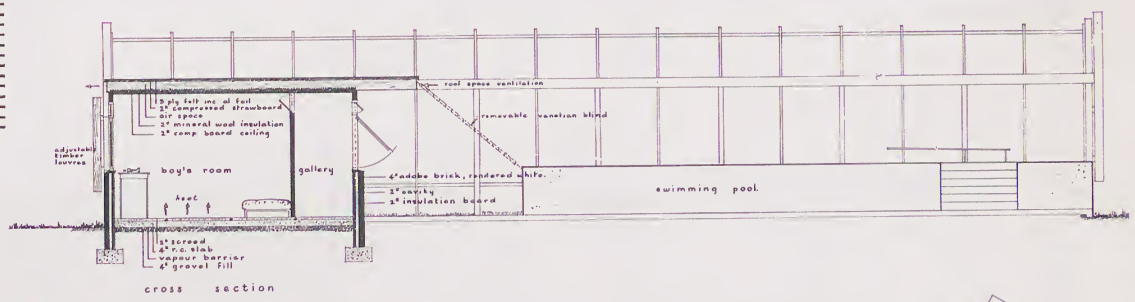 roof space ventilation
3 ply felt inc al foil
2" compressed strawboard
air space
2" mineral wool insulation
2" comp. board ceiling
removable venetian blind
adjustable
timber
louvres
boy's room
gallery
4" adobe brick, rendered white.
2" cavity
2" insulation board
swimming pool.
heat
2" screed
4" r.c. slab
vapour barrier
4" gravel fill
cross section